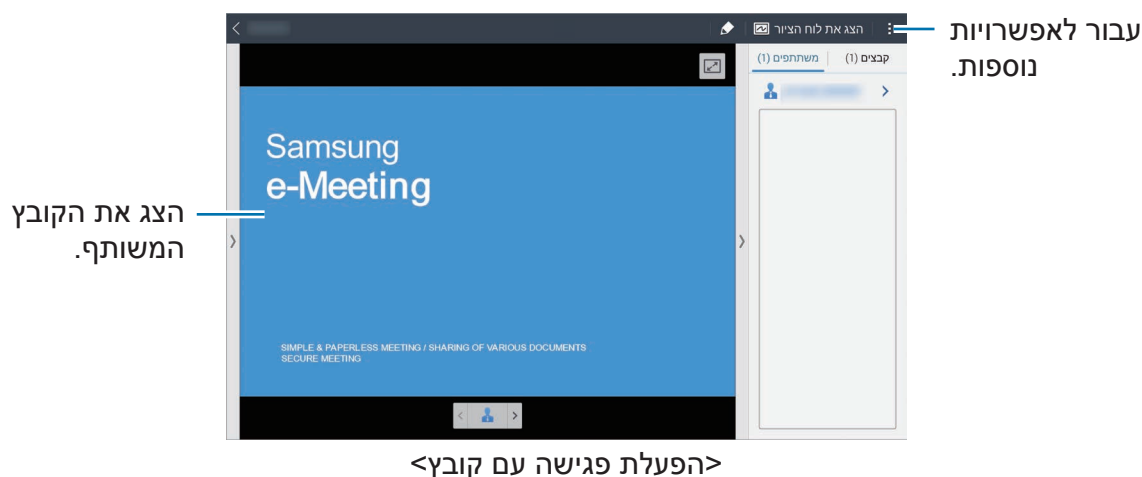 הצג את לוח הציור
עבור לאפשרויות
נוספות.
קבצים (1)
משתתפים (1)
Samsung
e-Meeting
הצג את הקובץ
המשותף.
SIMPLE & PAPERLESS MEETING / SHARING OF VARIOUS DOCUMENTS
SECURE MEETING
<הפעלת פגישה עם קובץ>